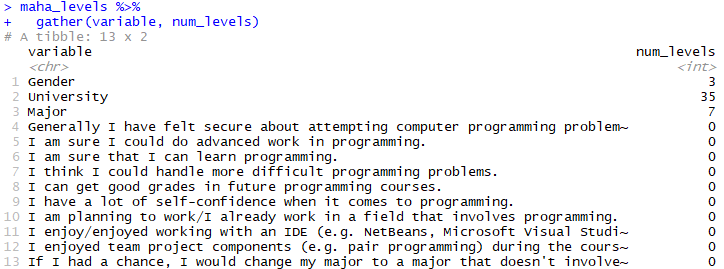 > maha_levels %>%
+   gather(variable, num_levels)
# A tibble: 13 x 2
   variable num_levels
   <chr> <int>
 1 Gender 3
 2 University 35
 3 Major 7
 4 Generally I have felt secure about attempting computer programming problem~ 0
 5 I am sure I could do advanced work in programming. 0
 6 I am sure that I can learn programming. 0
 7 I think I could handle more difficult programming problems. 0
 8 I can get good grades in future programming courses. 0
 9 I have a lot of self-confidence when it comes to programming. 0
10 I am planning to work/I already work in a field that involves programming. 0
11 I enjoy/enjoyed working with an IDE (e.g. NetBeans, Microsoft Visual Studi~ 0
12 I enjoyed team project components (e.g. pair programming) during the cours~ 0
13 If I had a chance, I would change my major to a major that doesn't involve~ 0